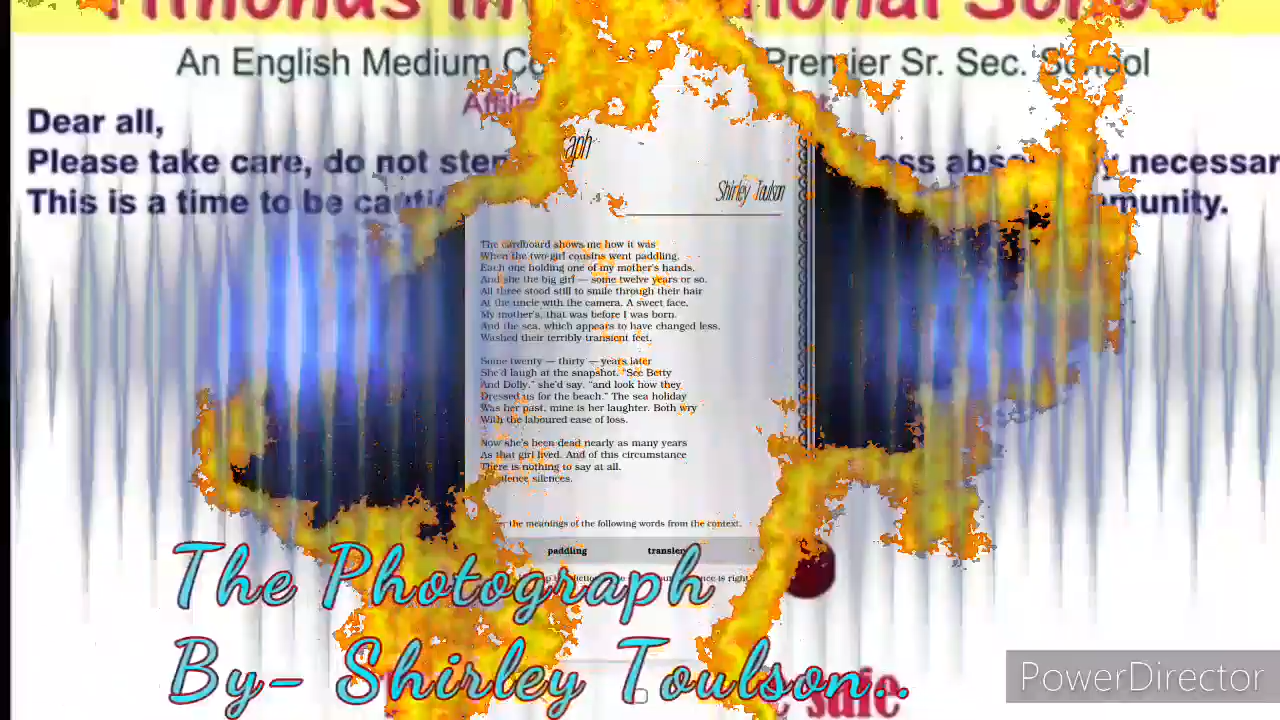 An English Medium Premier Sr. Sec. School
Dear all,
Please take care, do not necessar
This is a time to be
Shirley Toulson
The cardboard shows me how it was
When the two girl cousins went paddling,
Each one holding one of my mother's hands,
And she the big girl — some twelve years or so.
All three stood still to smile through their hair
At the uncle with the camera. A sweet face,
My mother's, that was before I was born.
And the sea, which appears to have changed less,
Washed their terribly transient feet.
Some twenty — thirty — years later
She'd laugh at the snapshot. "See Betty
And Dolly," she'd say, "and look how they
Dressed us for the beach." The sea holiday
Was her past, mine is her laughter. Both wry
With the laboured ease of loss.
Now she's been dead nearly as many years
As that girl lived. And of this circumstance
There is nothing to say at all.
silences.
the meanings of the following words from the context.
paddling
is right
The Photograph
By- Shirley Toulson..
safe
PowerDirector